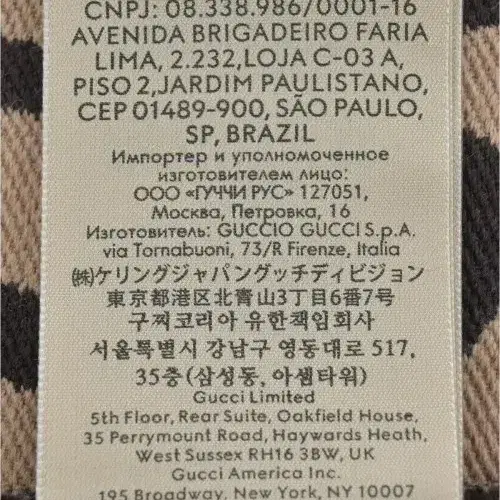 CNPJ: 08.338.986/0001-16
AVENIDA BRIGADEIRO FARIA
LIMA, 2.232,LOJA C-03 A,
PISO 2,JARDIM PAULISTANO,
CEP 01489-900, SÃO PAULO,
SP, BRAZIL
Импортер и уполномоченное
изготовителем лицо:
ООО «ГУЧЧИ РУС» 127051,
Москва, Петровка, 16
Изготовитель: GUCCIO GUCCI S.p.A.
via Tornabuoni, 73/R Firenze, Italia
㈱ケリングジャパングッチディビジョン
東京都港区北青山3丁目6番7号
구찌코리아 유한책임회사
서울특별시 강남구 영동대로 517,
35층 (삼성동, 아셈타워)
Gucci Limited
5th Floor, Rear Suite, Oakfield House,
35 Perrymount Road, Haywards Heath,
West Sussex RH16 3BW, UK
Gucci America Inc.
195 Broadway, New York, NY 10007